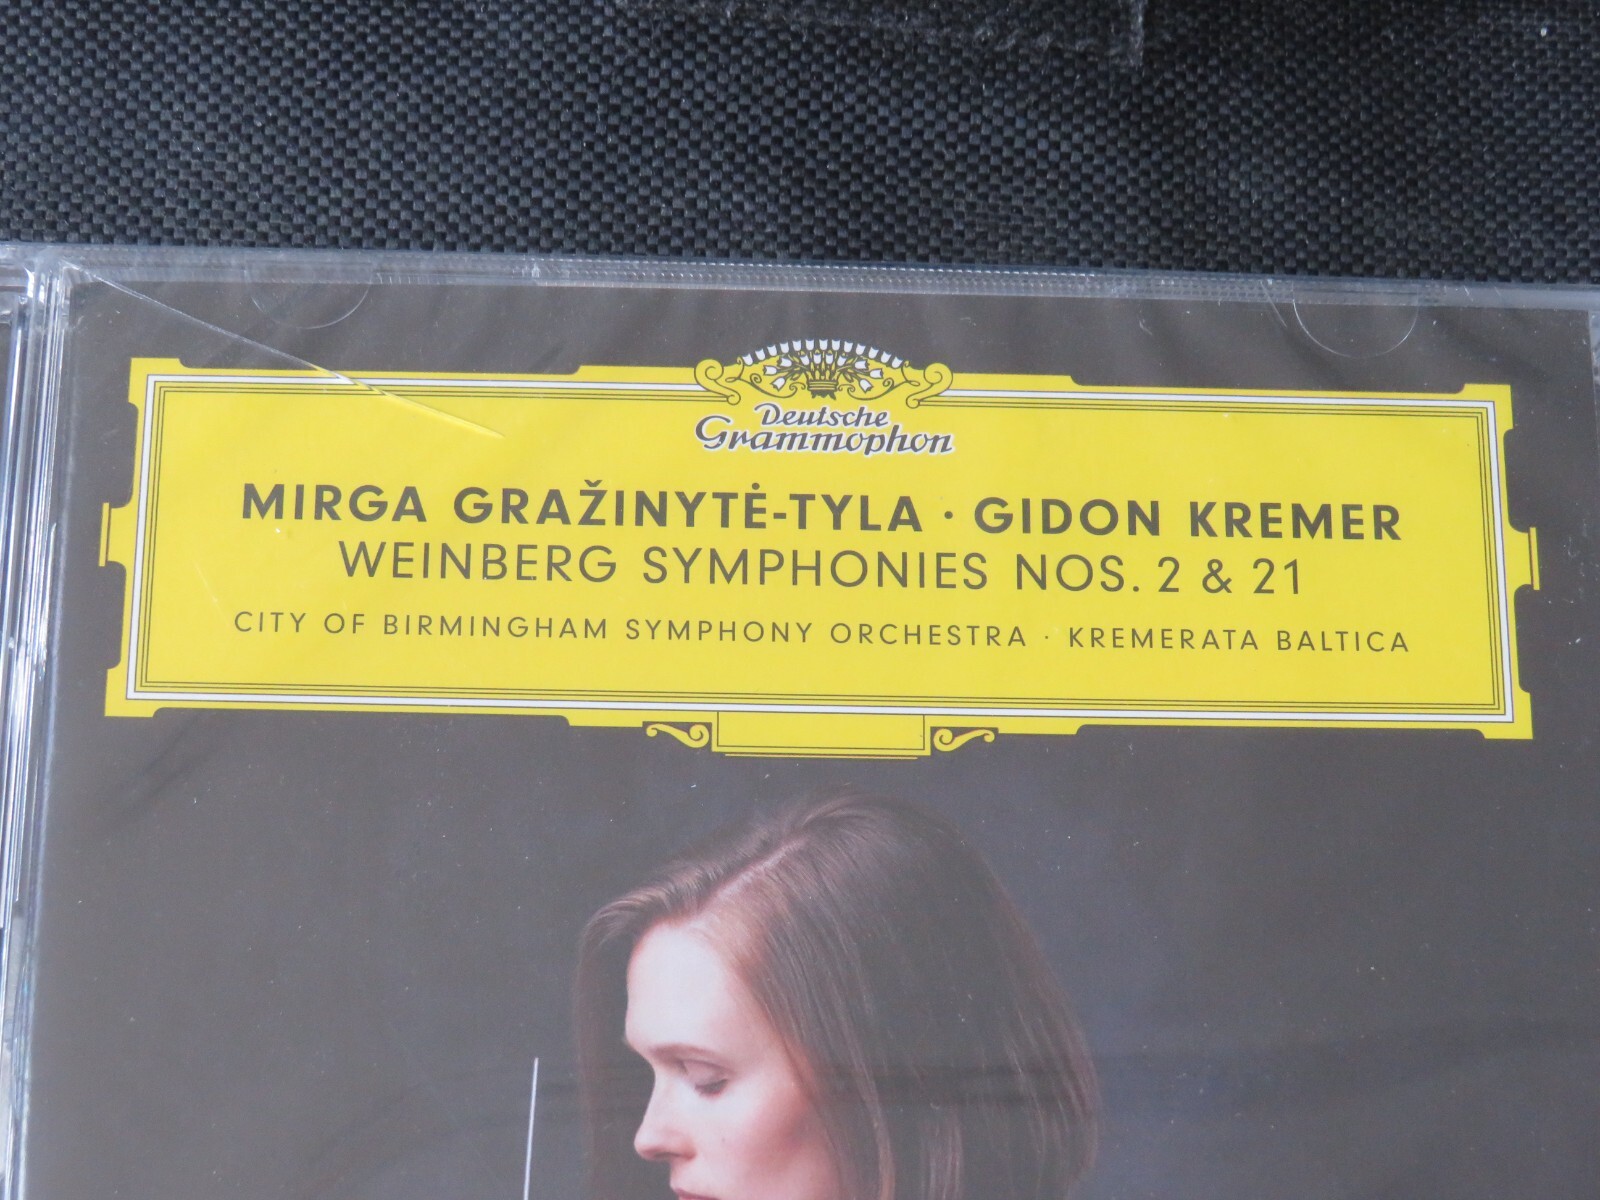 Deutsche
Grammophon
MIRGA GRAŽINYTĖ-TYLA · GIDON KREMER
WEINBERG SYMPHONIES NOS. 2 & 21
CITY OF BIRMINGHAM SYMPHONY ORCHESTRA · KREMERATA BALTICA